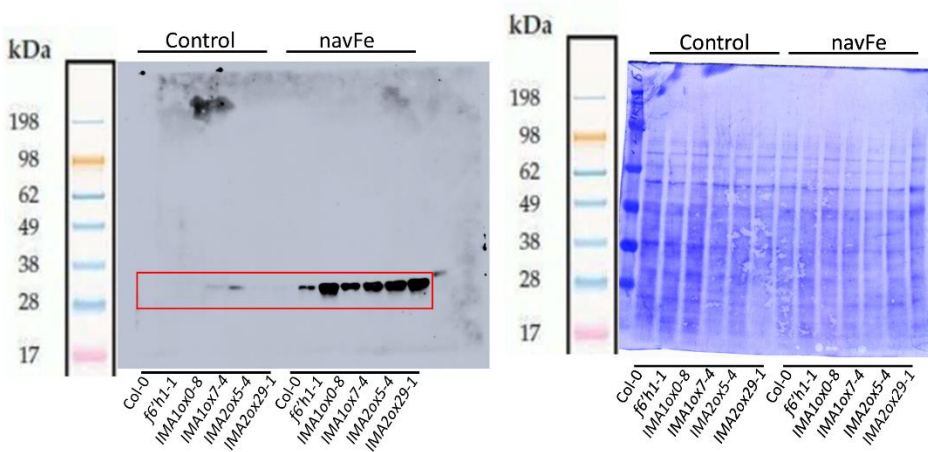 Control navFe
kDa
198
98
62
49
38
28
17
Col-0
f6'h1-1
IMA1ox0-8
IMA1ox7-4
IMA2ox5-4
IMA2ox29-1
Col-0
f6'h1-1
IMA1ox0-8
IMA1ox7-4
IMA2ox5-4
IMA2ox29-1
Control navFe
kDa
198
98
62
49
38
28
17
Col-0
f6'h1-1
IMA1ox0-8
IMA1ox7-4
IMA2ox5-4
IMA2ox29-1
Col-0
f6'h1-1
IMA1ox0-8
IMA1ox7-4
IMA2ox5-4
IMA2ox29-1